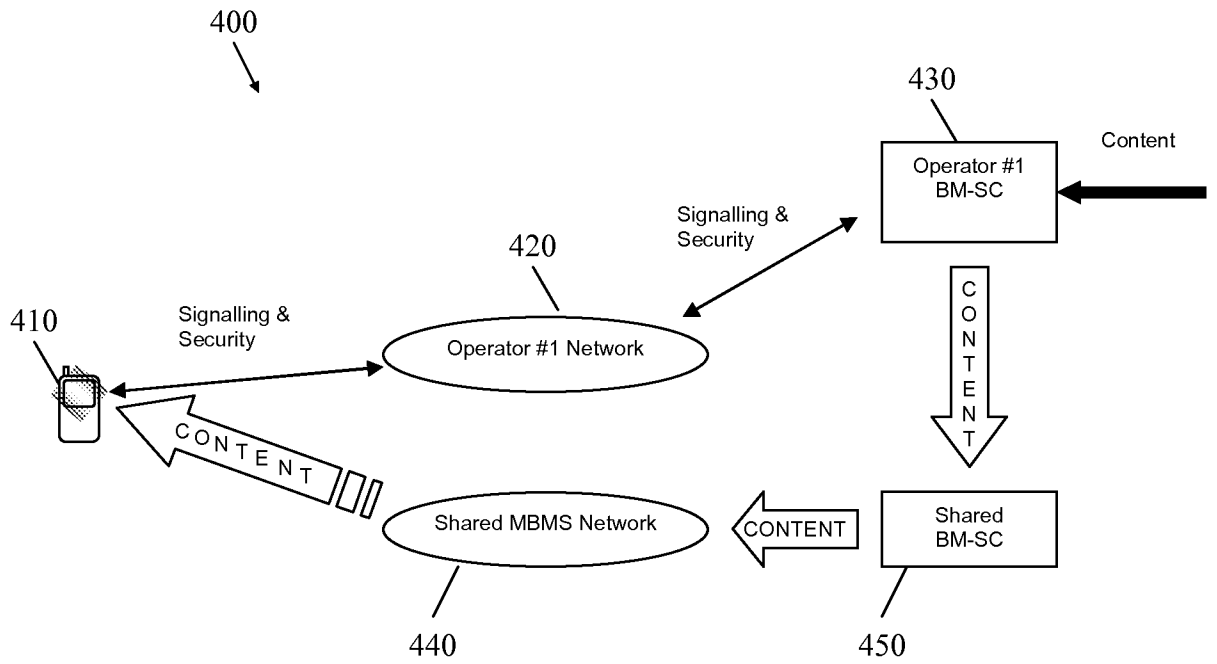 400
430
Content
Operator #1
BM-SC
Signalling &
Security
420
CONTENT
410
Signalling &
Security
Operator #1 Network
CONTENT
Shared MBMS Network
CONTENT
Shared
BM-SC
440
450